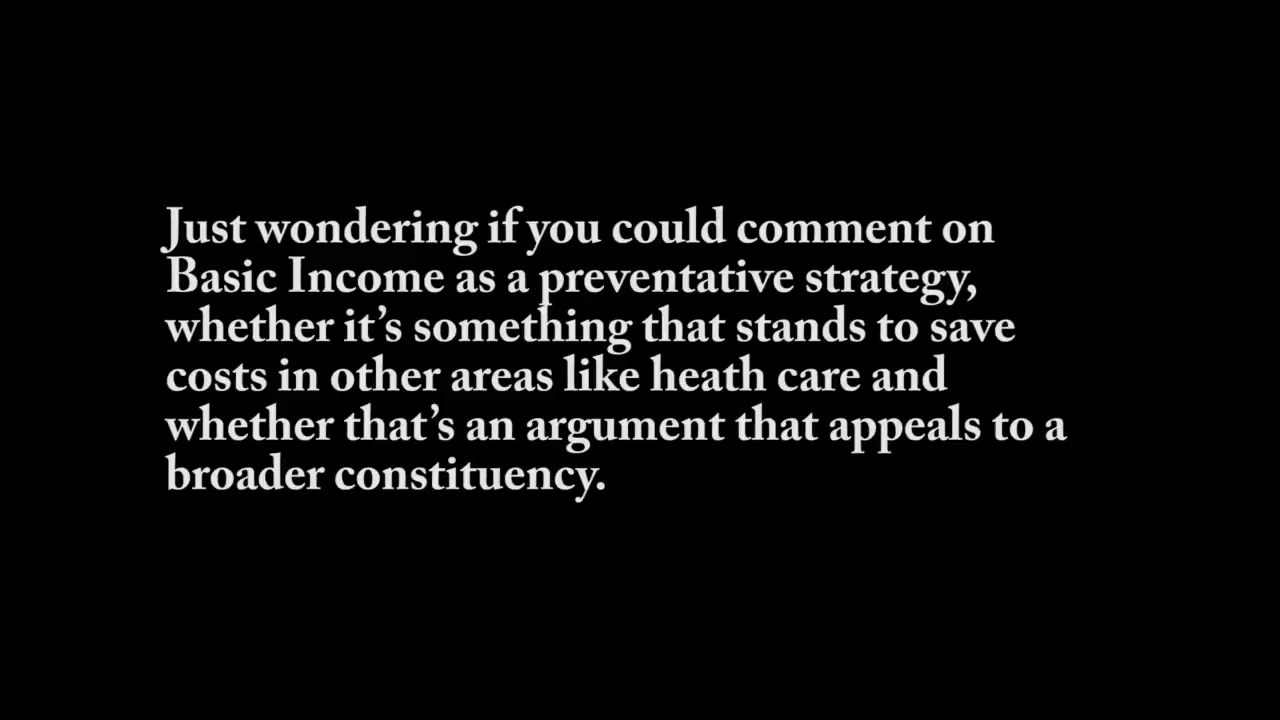 Just wondering if you could comment on
Basic Income as a preventative strategy,
whether it’s something that stands to save
costs in other areas like heath care and
whether that’s an argument that appeals to a
broader constituency.